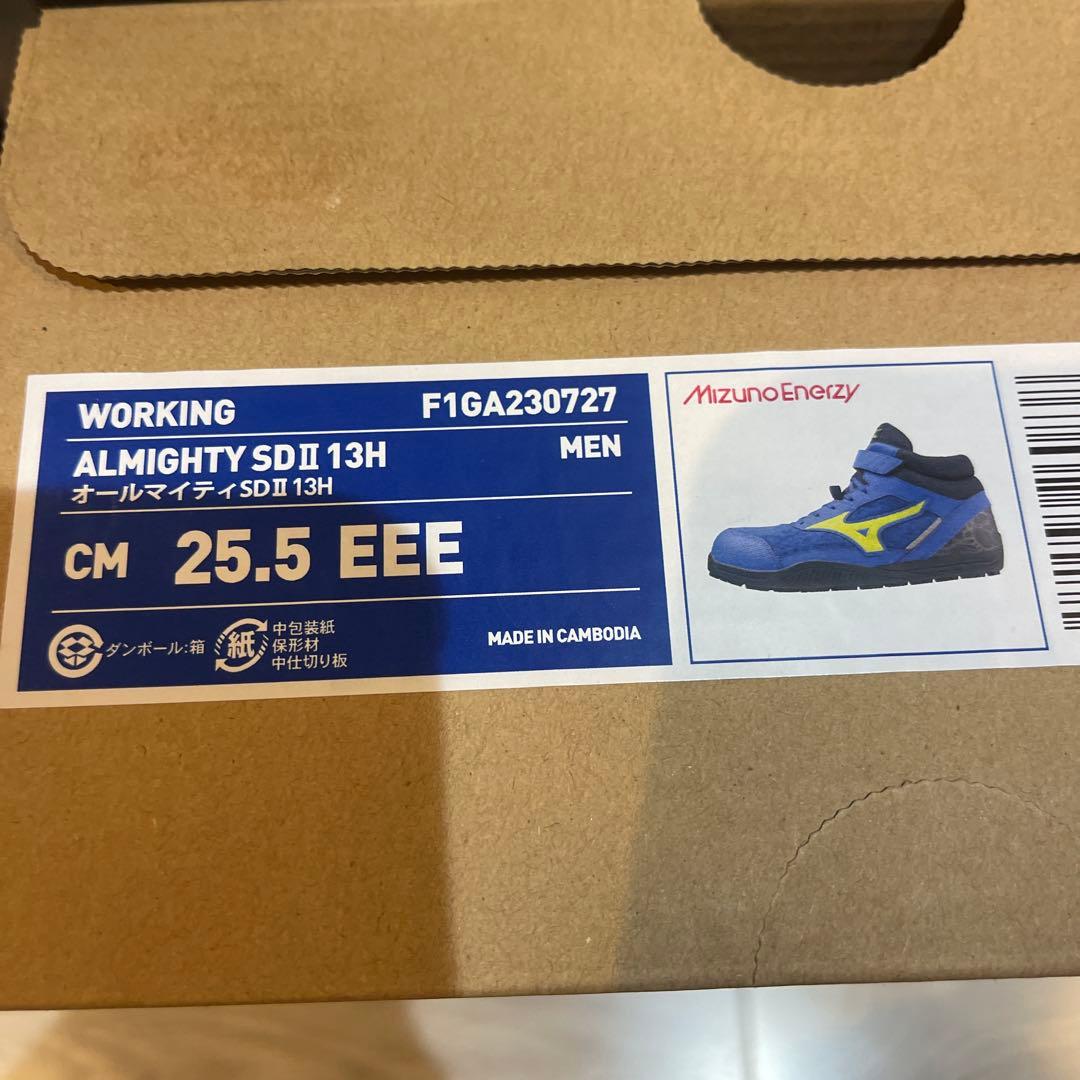 WORKING F1GA230727
ALMIGHTY SDⅡ 13H MEN
オールマイティSDⅡ 13H
CM 25.5 EEE
ダンボール:箱
紙
中包装紙
保形材
中仕切り板
MADE IN CAMBODIA
Mizuno Enerzy